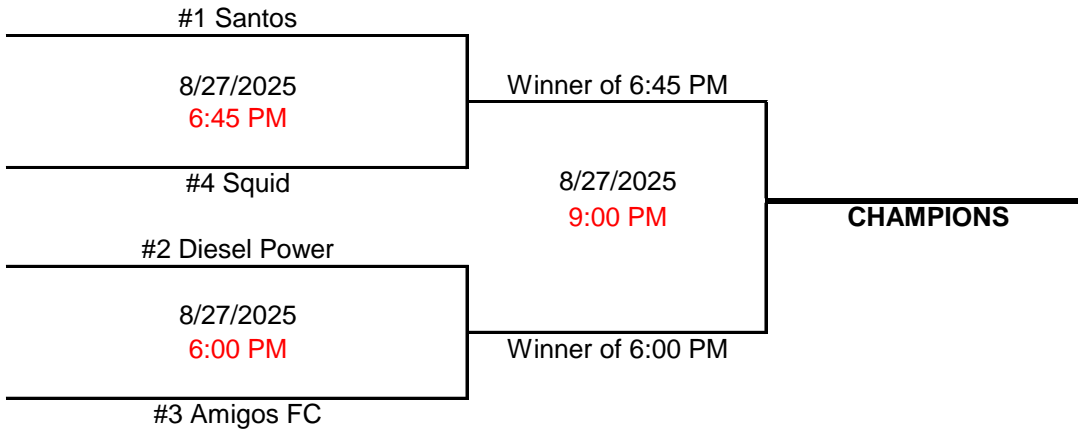 #1 Santos
8/27/2025
6:45 PM
#4 Squid
Winner of 6:45 PM
#2 Diesel Power
8/27/2025
6:00 PM
#3 Amigos FC
Winner of 6:00 PM
8/27/2025
9:00 PM
CHAMPIONS